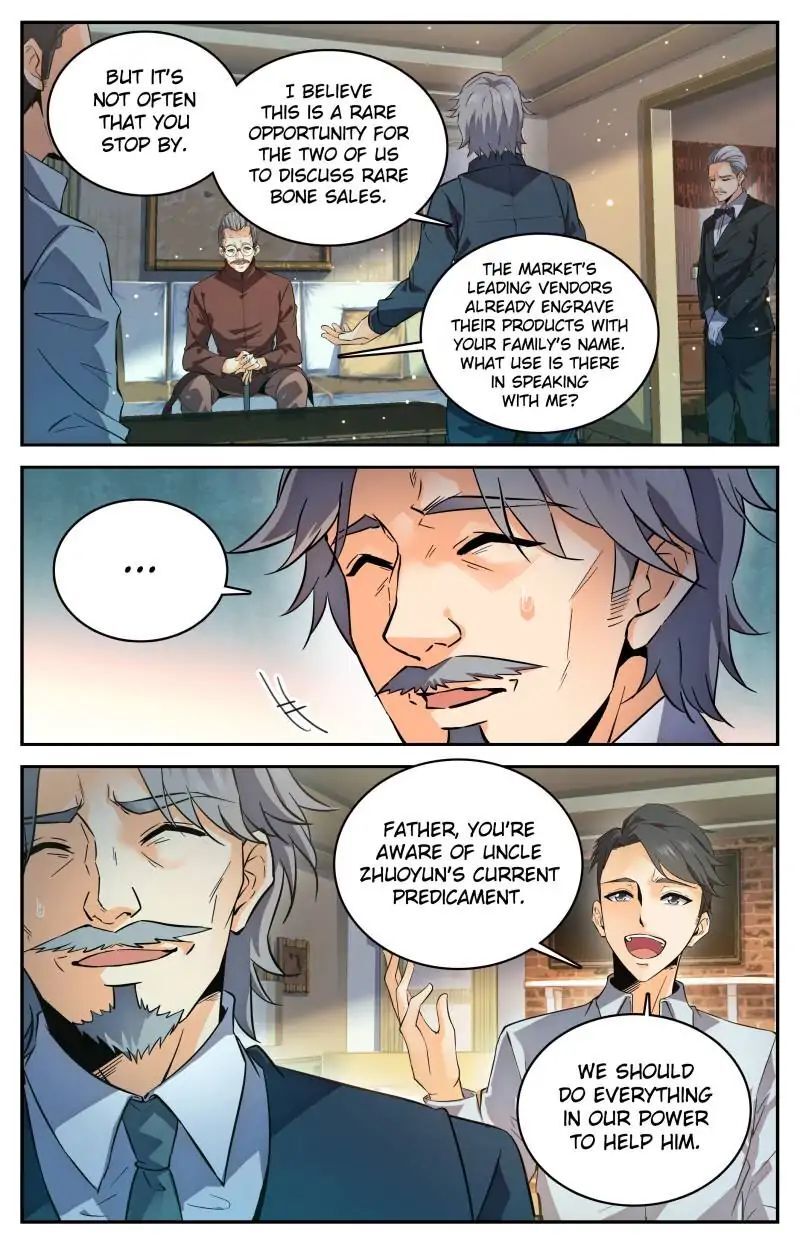 BUT IT'S
NOT OFTEN
THAT YOU
STOP BY.
I BELIEVE
THIS IS A RARE
OPPORTUNITY FOR
THE TWO OF US
TO DISCUSS RARE
BONE SALES.
THE MARKET'S
LEADING VENDORS
ALREADY ENGRAVE
THEIR PRODUCTS WITH
YOUR FAMILY'S NAME.
WHAT USE IS THERE
IN SPEAKING
WITH ME?
...
FATHER, YOU'RE
AWARE OF UNCLE
ZHUOYUN'S CURRENT
PREDICAMENT.
WE SHOULD
DO EVERYTHING
IN OUR POWER
TO HELP HIM.